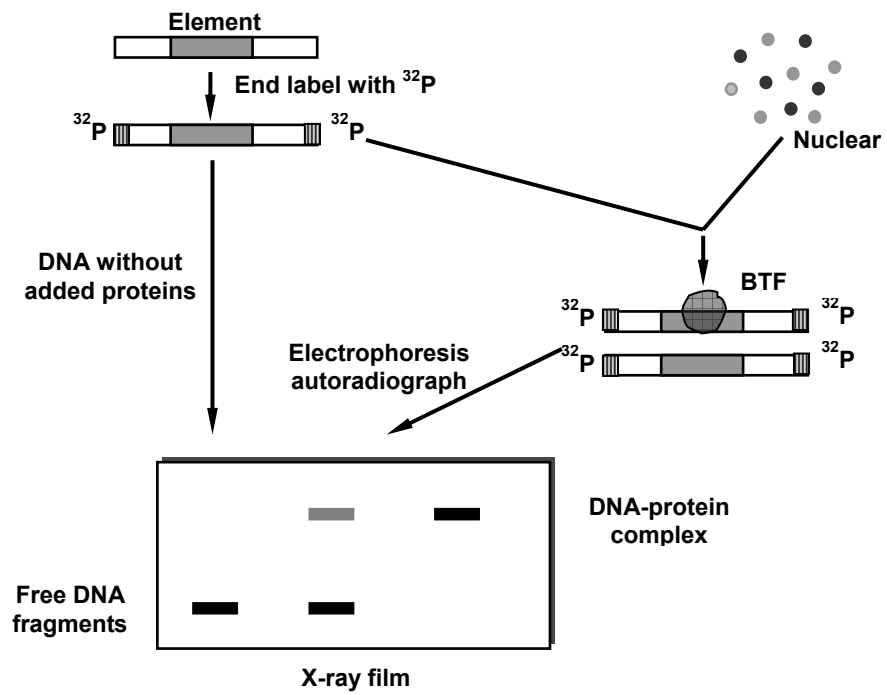 Element
End label with ³²P
³²P
³²P
Nuclear
DNA without
added proteins
BTF
³²P
³²P
³²P
³²P
Electrophoresis
autoradiograph
DNA-protein
complex
Free DNA
fragments
X-ray film